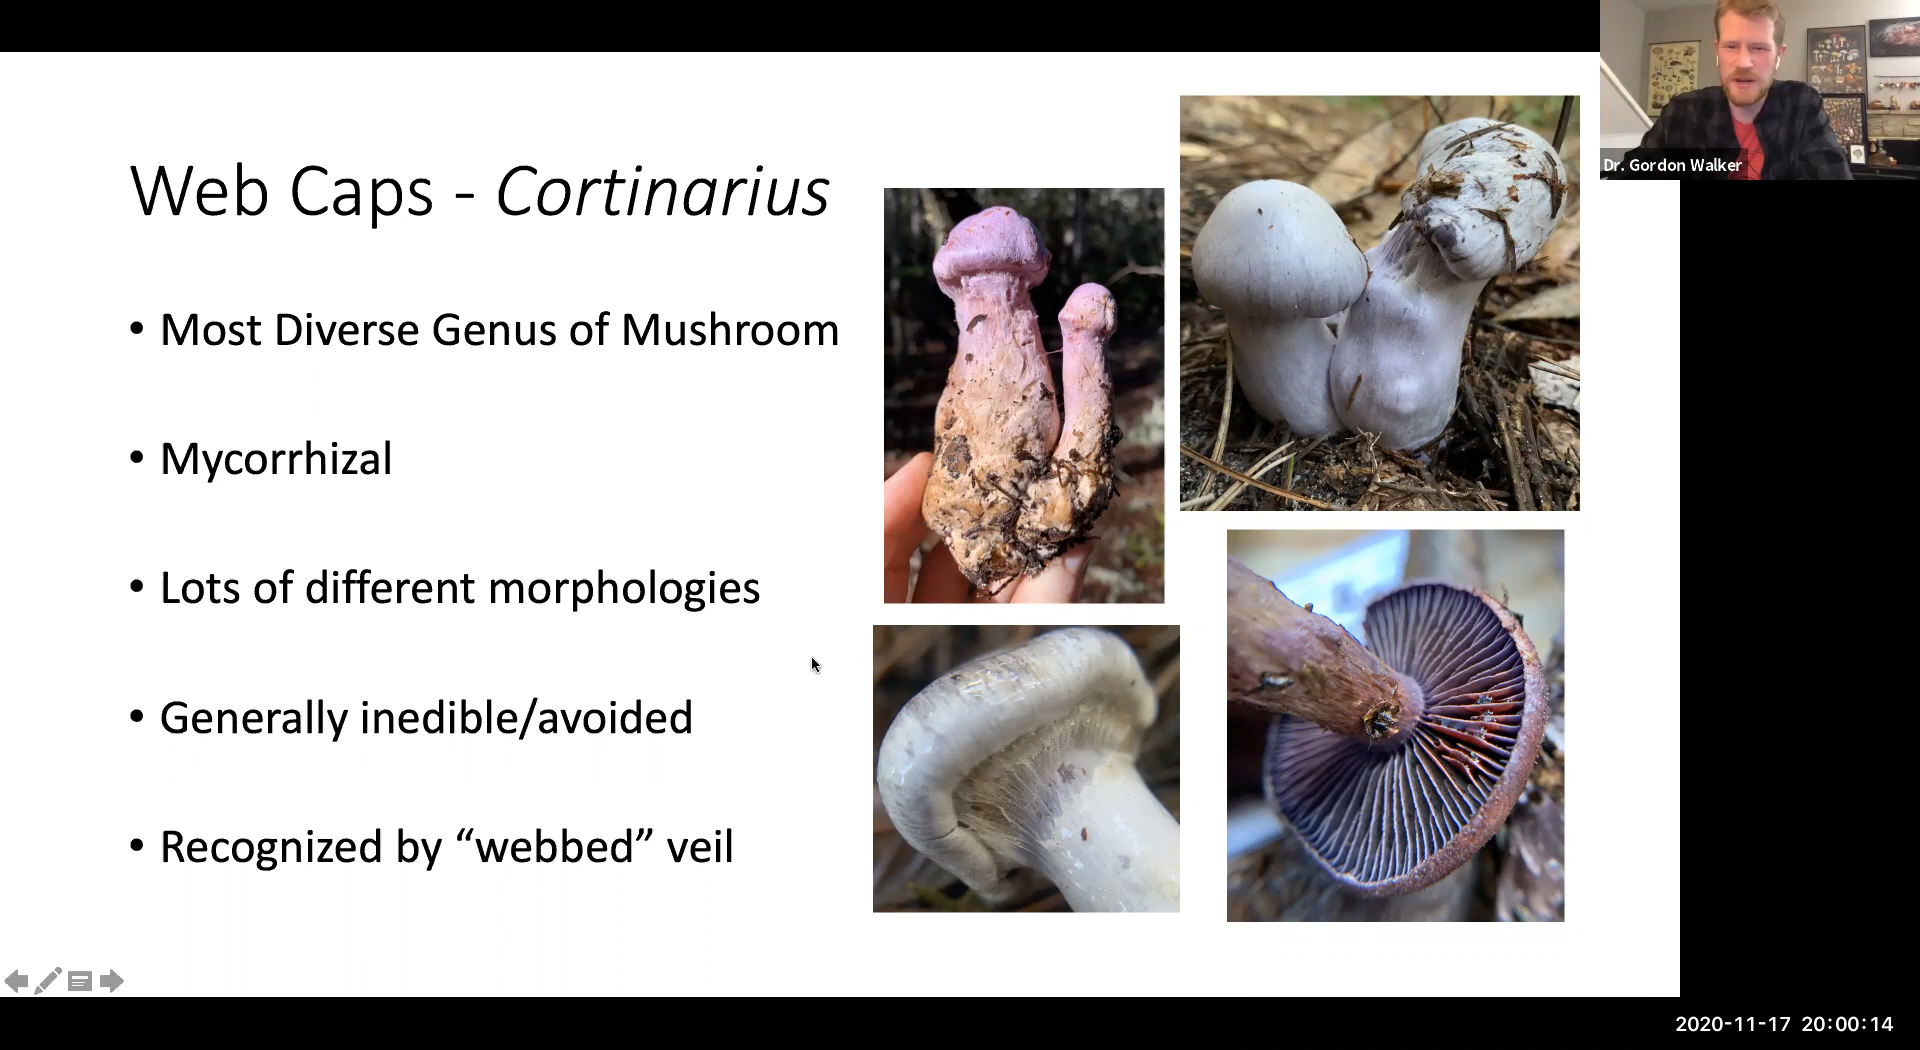 Web Caps - Cortinarius
• Most Diverse Genus of Mushroom
• Mycorrhizal
• Lots of different morphologies
• Generally inedible/avoided
• Recognized by “webbed” veil
Dr. Gordon Walker
2020-11-17 20:00:14